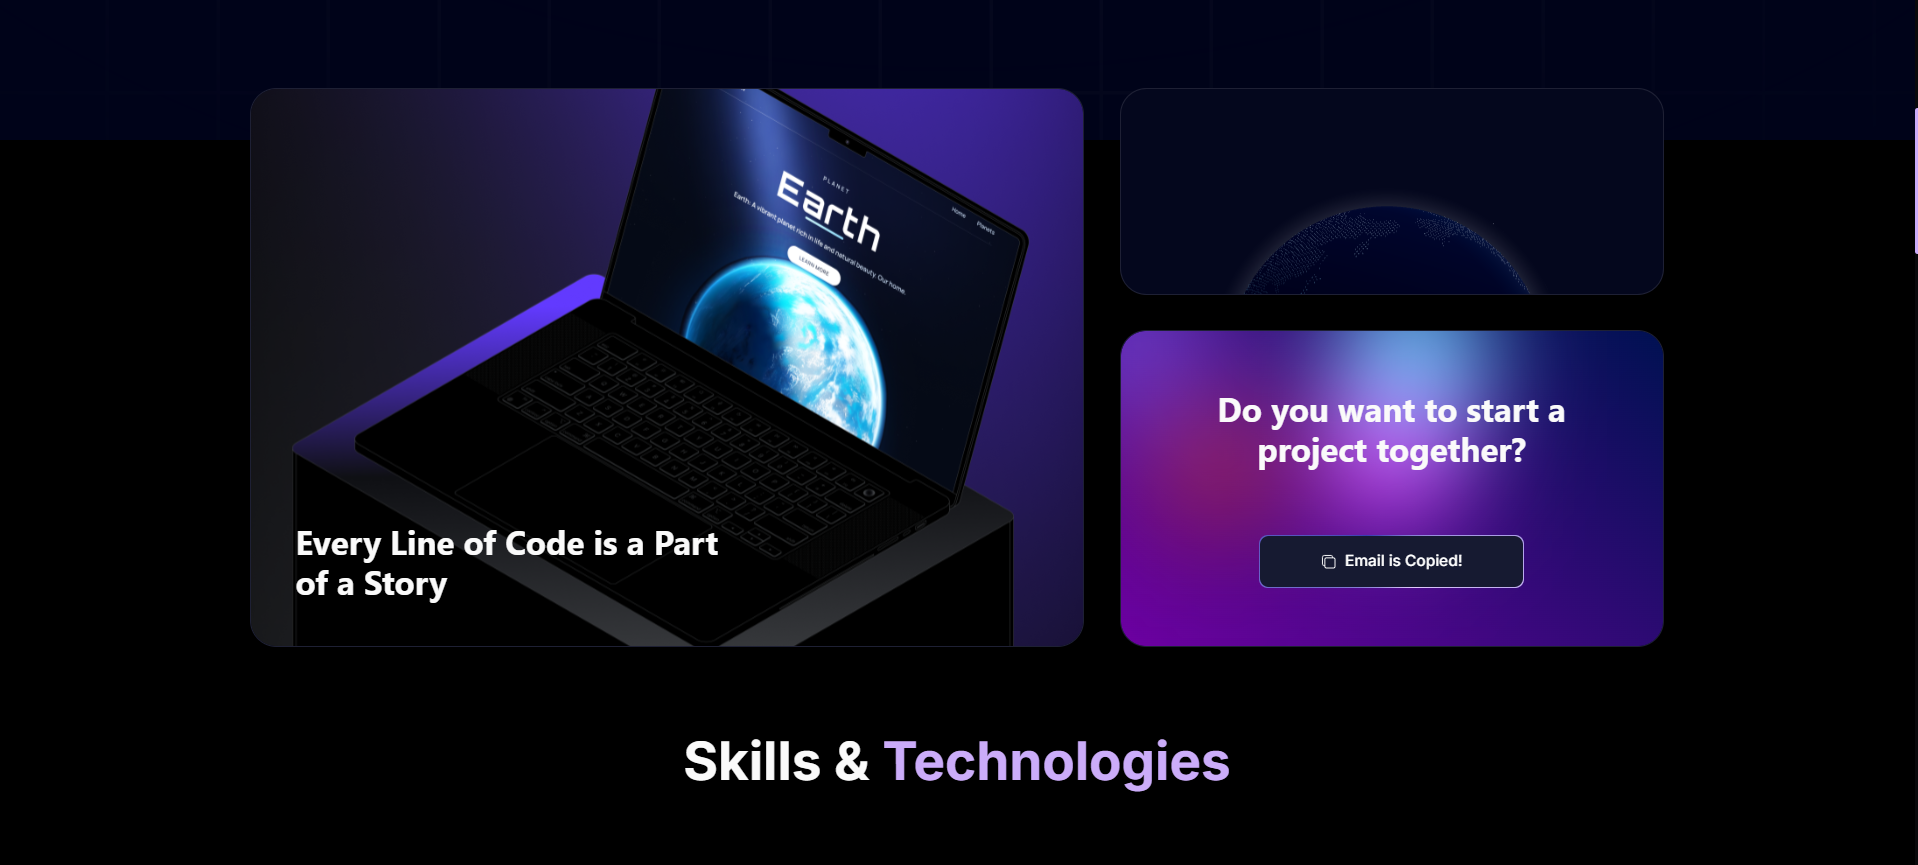 PLANET
Earth
Home
Planets
Earth: A vibrant planet rich in life and natural beauty. Our home.
LEARN MORE
Every Line of Code is a Part
of a Story
Do you want to start a
project together?
Email is Copied!
Skills & Technologies